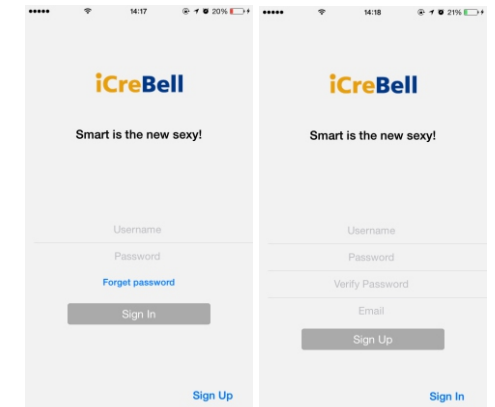 14:17
20%
iCreBell
Smart is the new sexy!
Username
Password
Forget password
Sign In
Sign Up
14:18
21%
iCreBell
Smart is the new sexy!
Username
Password
Verify Password
Email
Sign Up
Sign In